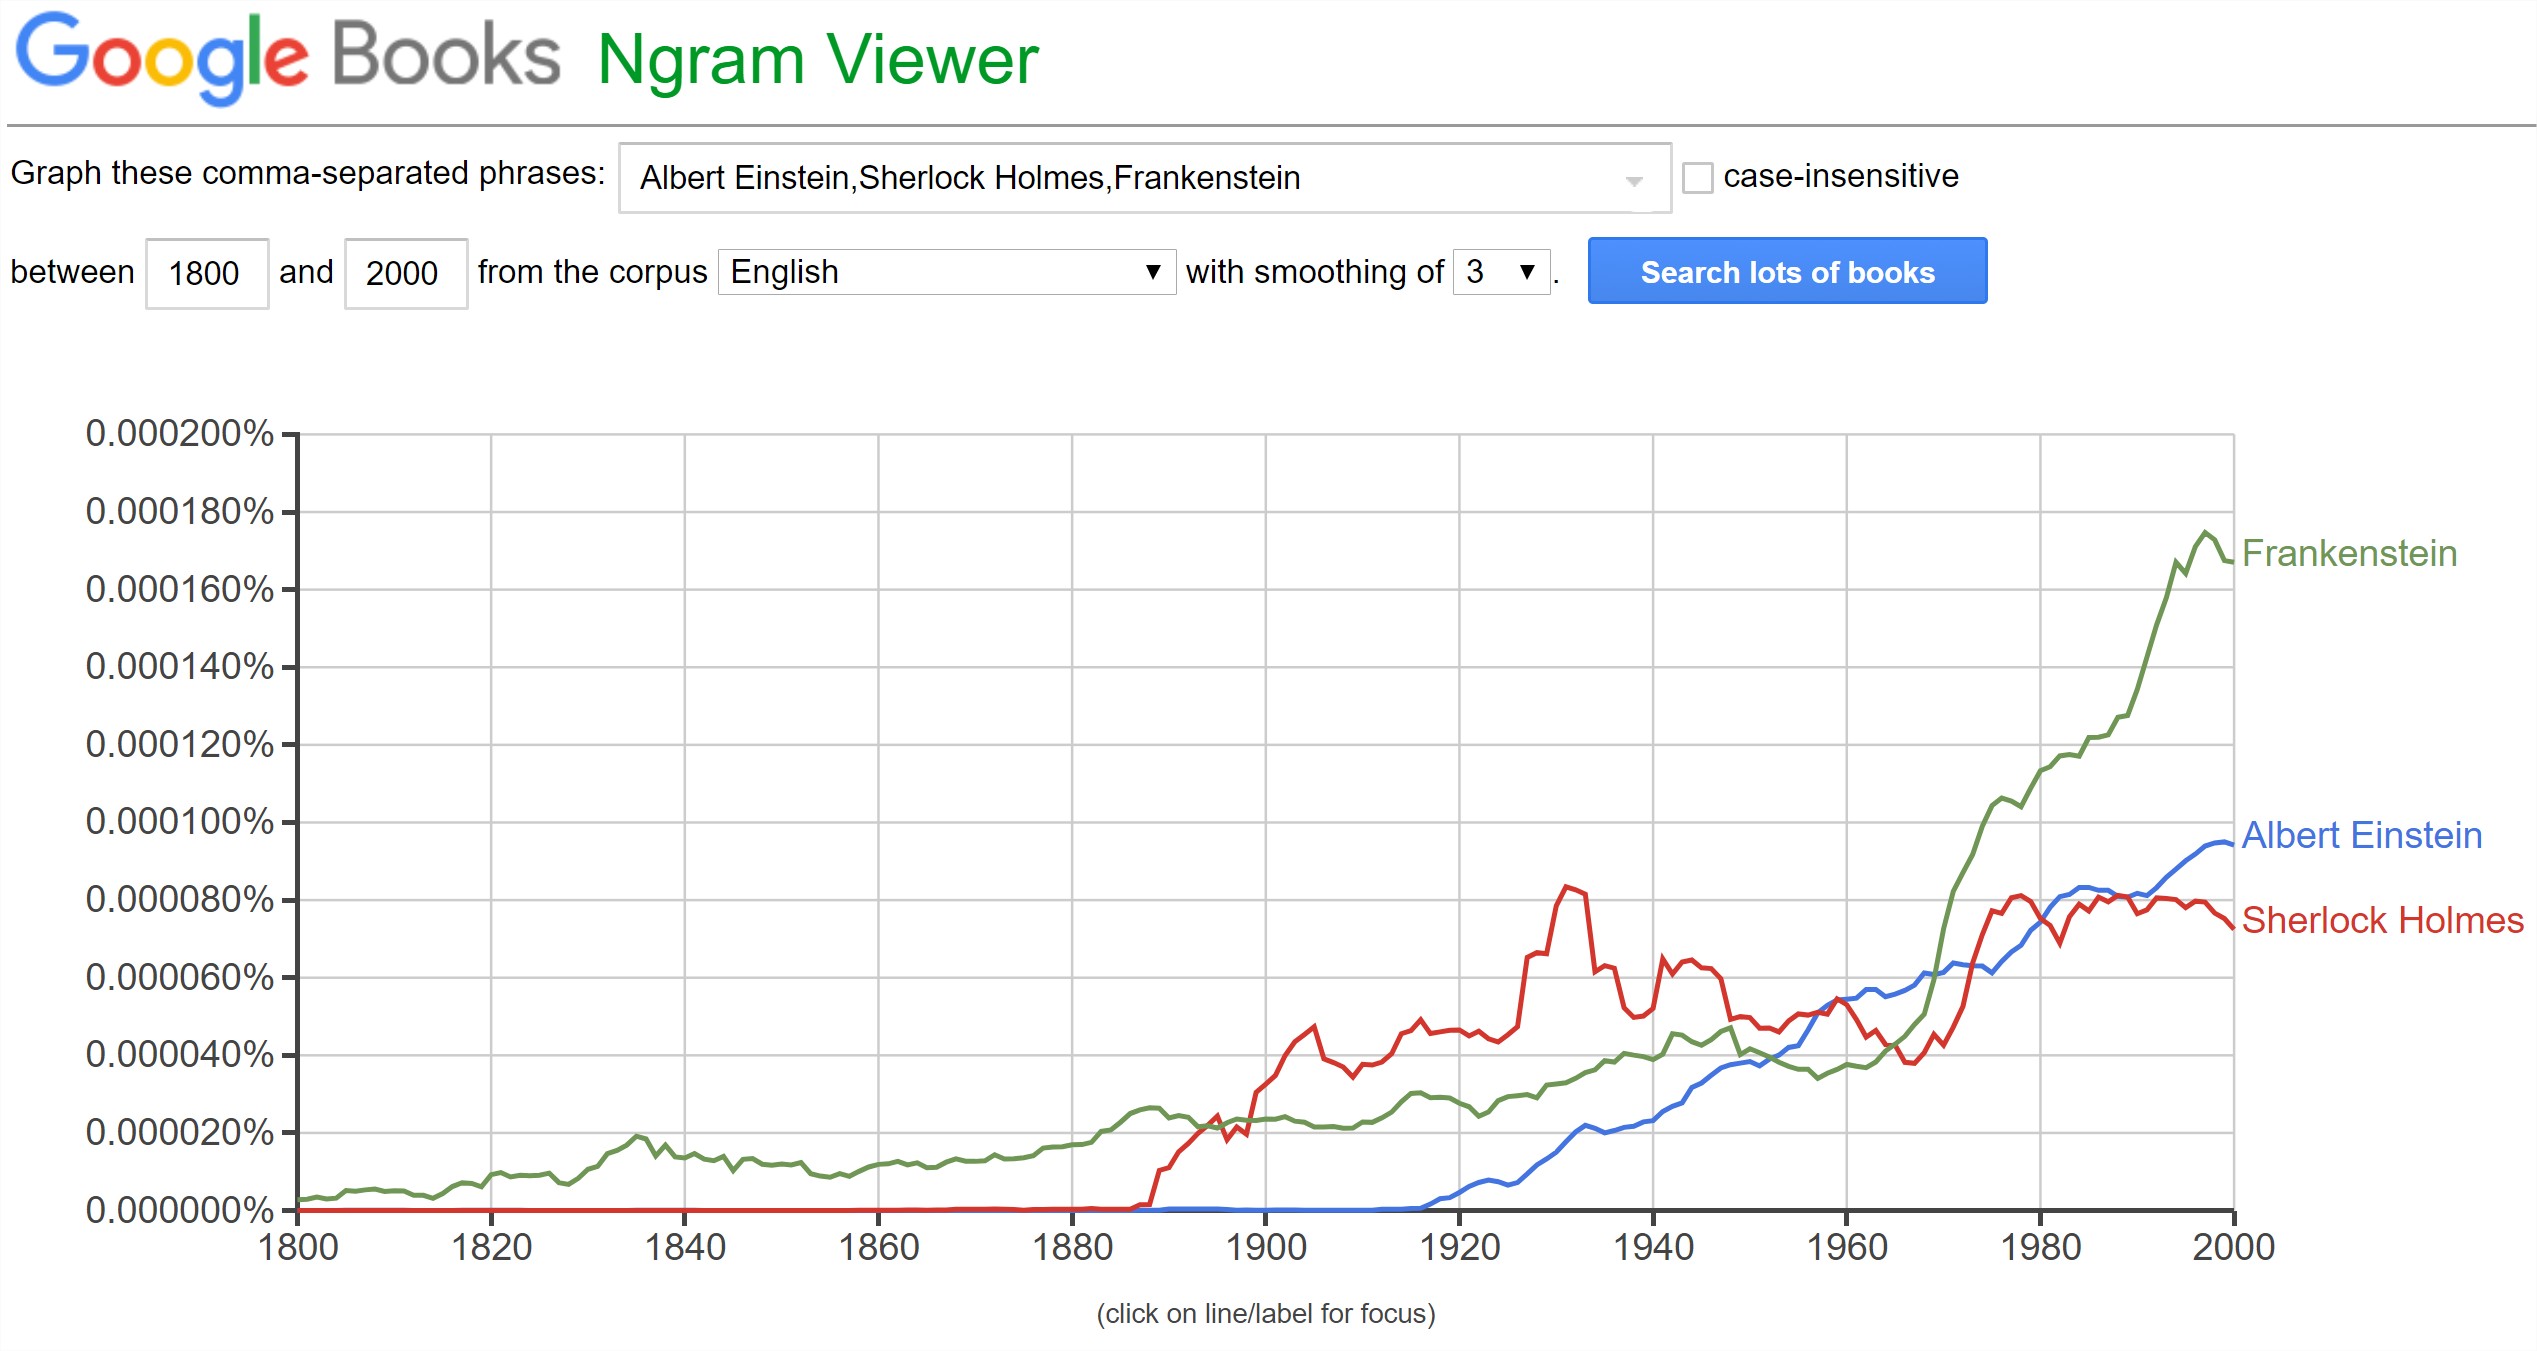 Google Books Ngram Viewer
Graph these comma-separated phrases: Albert Einstein,Sherlock Holmes,Frankenstein case-insensitive
between 1800 and 2000 from the corpus English with smoothing of 3 . Search lots of books
0.000200%
0.000180%
Frankenstein
0.000160%
0.000140%
0.000120%
0.000100%
Albert Einstein
0.000080%
Sherlock Holmes
0.000060%
0.000040%
0.000020%
0.000000%
1800 1820 1840 1860 1880 1900 1920 1940 1960 1980 2000
(click on line/label for focus)